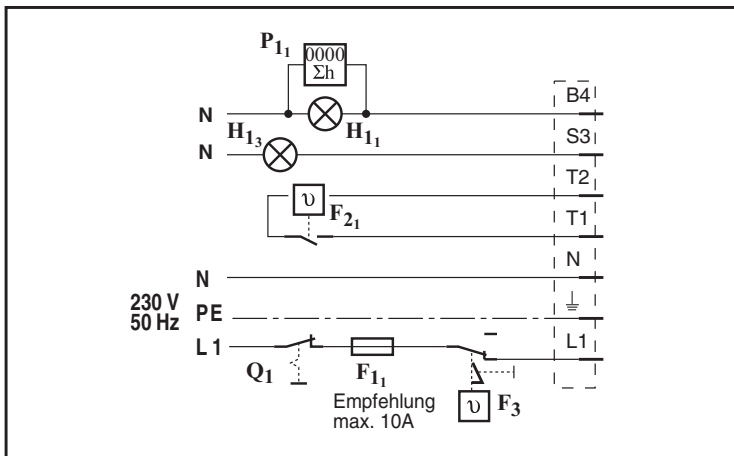 P1₁ 0000
Σh
B4
N
H1₃ H1₁ S3
N
T2
υ F2₁ T1
N
N
230 V
50 Hz PE ⏚
L1 L1
Q1 F1₁
Empfehlung
max. 10A
υ F3